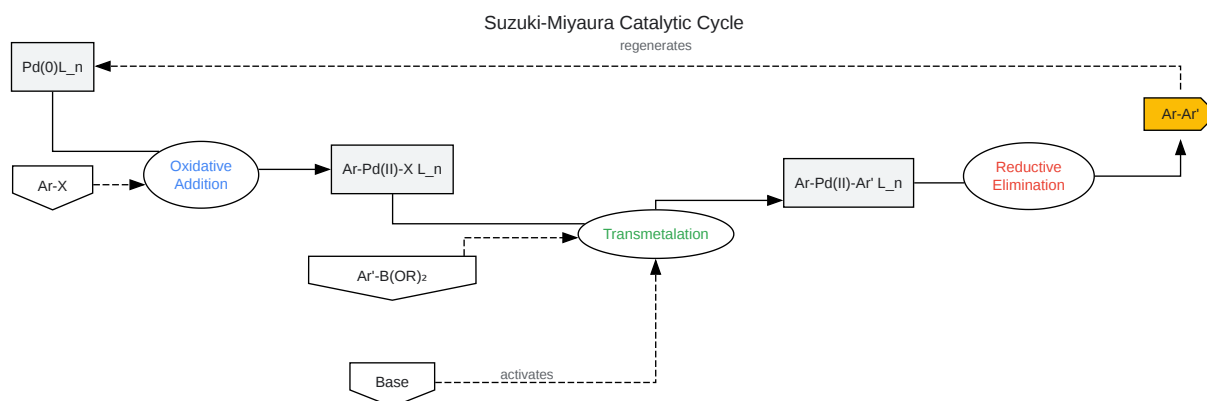 Suzuki-Miyaura Catalytic Cycle
regenerates
Pd(0)L_n
Ar-Ar'
Oxidative
Addition
Ar-X
Ar-Pd(II)-X L_n
Ar-Pd(II)-Ar' L_n
Reductive
Elimination
Transmetalation
Ar'-B(OR)₂
Base
activates